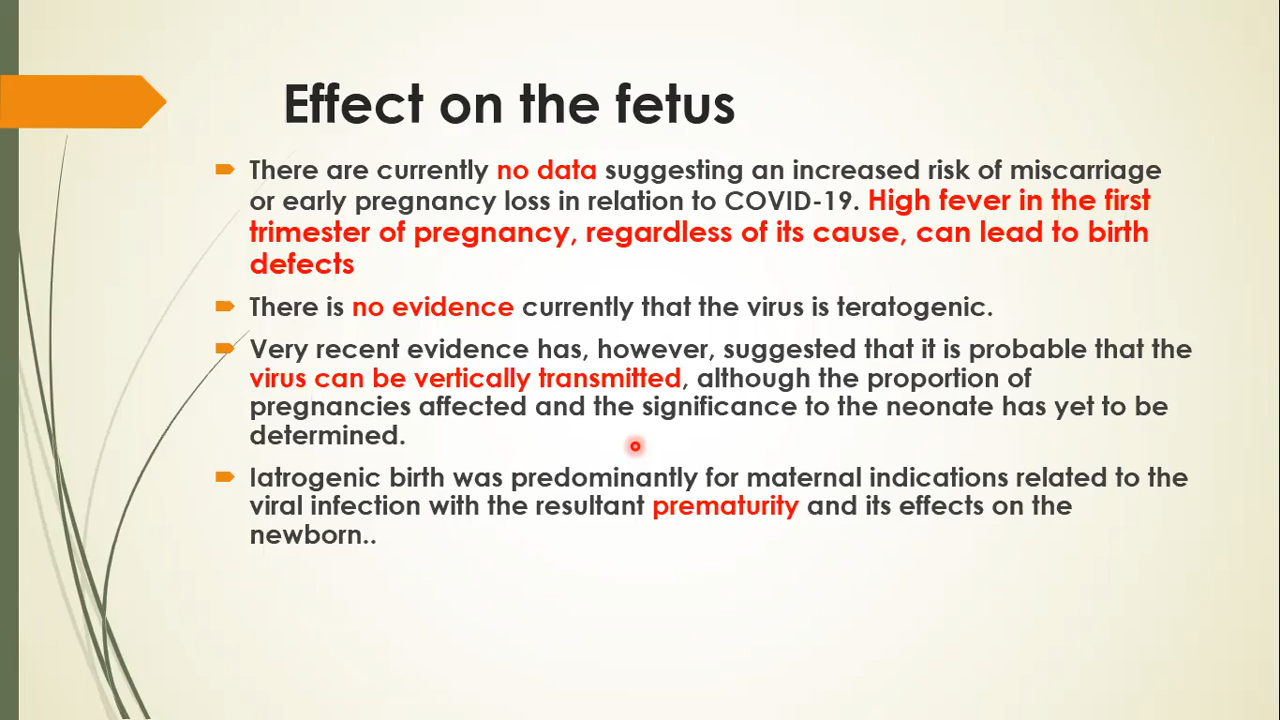 Effect on the fetus
There are currently no data suggesting an increased risk of miscarriage
or early pregnancy loss in relation to COVID-19. High fever in the first
trimester of pregnancy, regardless of its cause, can lead to birth
defects
There is no evidence currently that the virus is teratogenic.
Very recent evidence has, however, suggested that it is probable that the
virus can be vertically transmitted, although the proportion of
pregnancies affected and the significance to the neonate has yet to be
determined.
Iatrogenic birth was predominantly for maternal indications related to the
viral infection with the resultant prematurity and its effects on the
newborn..